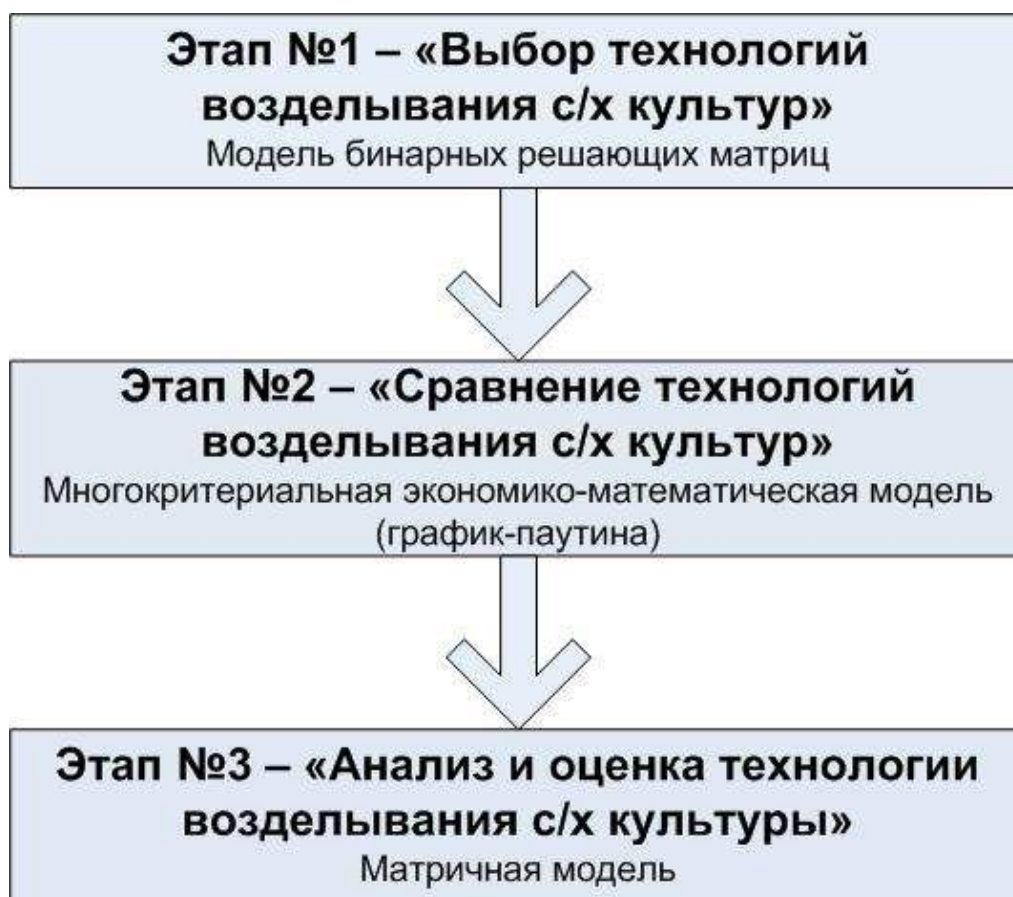 Этап №1 – «Выбор технологий
возделывания с/х культур»
Модель бинарных решающих матриц
Этап №2 – «Сравнение технологий
возделывания с/х культур»
Многокритериальная экономико-математическая модель
(график-паутина)
Этап №3 – «Анализ и оценка технологии
возделывания с/х культуры»
Матричная модель